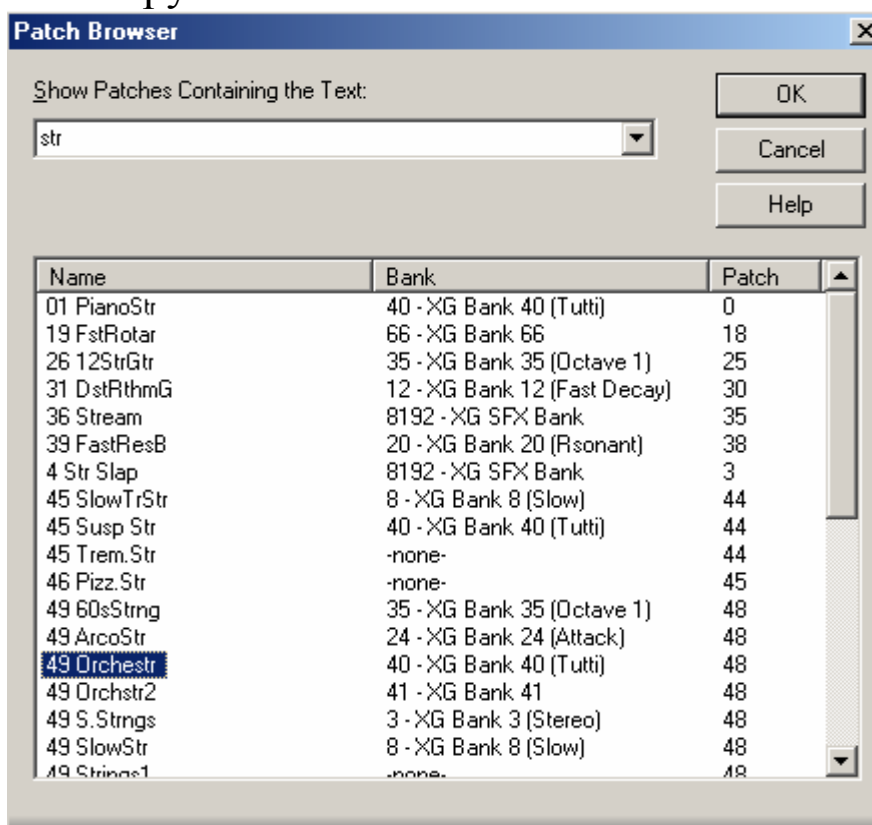 Patch Browser
Show Patches Containing the Text:
OK
str
Cancel
Help
Name Bank Patch
01 PianoStr 40 - XG Bank 40 (Tutti) 0
19 FstRotar 66 - XG Bank 66 18
26 12StrGtr 35 - XG Bank 35 (Octave 1) 25
31 DstRthmG 12 - XG Bank 12 (Fast Decay) 30
36 Stream 8192 - XG SFX Bank 35
39 FastResB 20 - XG Bank 20 (Rsonant) 38
4 Str Slap 8192 - XG SFX Bank 3
45 SlowTrStr 8 - XG Bank 8 (Slow) 44
45 Susp Str 40 - XG Bank 40 (Tutti) 44
45 Trem.Str -none- 44
46 Pizz.Str -none- 45
49 60sStrng 35 - XG Bank 35 (Octave 1) 48
49 ArcoStr 24 - XG Bank 24 (Attack) 48
49 Orchestr 40 - XG Bank 40 (Tutti) 48
49 Orchstr2 41 - XG Bank 41 48
49 S.Strngs 3 - XG Bank 3 (Stereo) 48
49 SlowStr 8 - XG Bank 8 (Slow) 48
49 Strings1 -none- 48